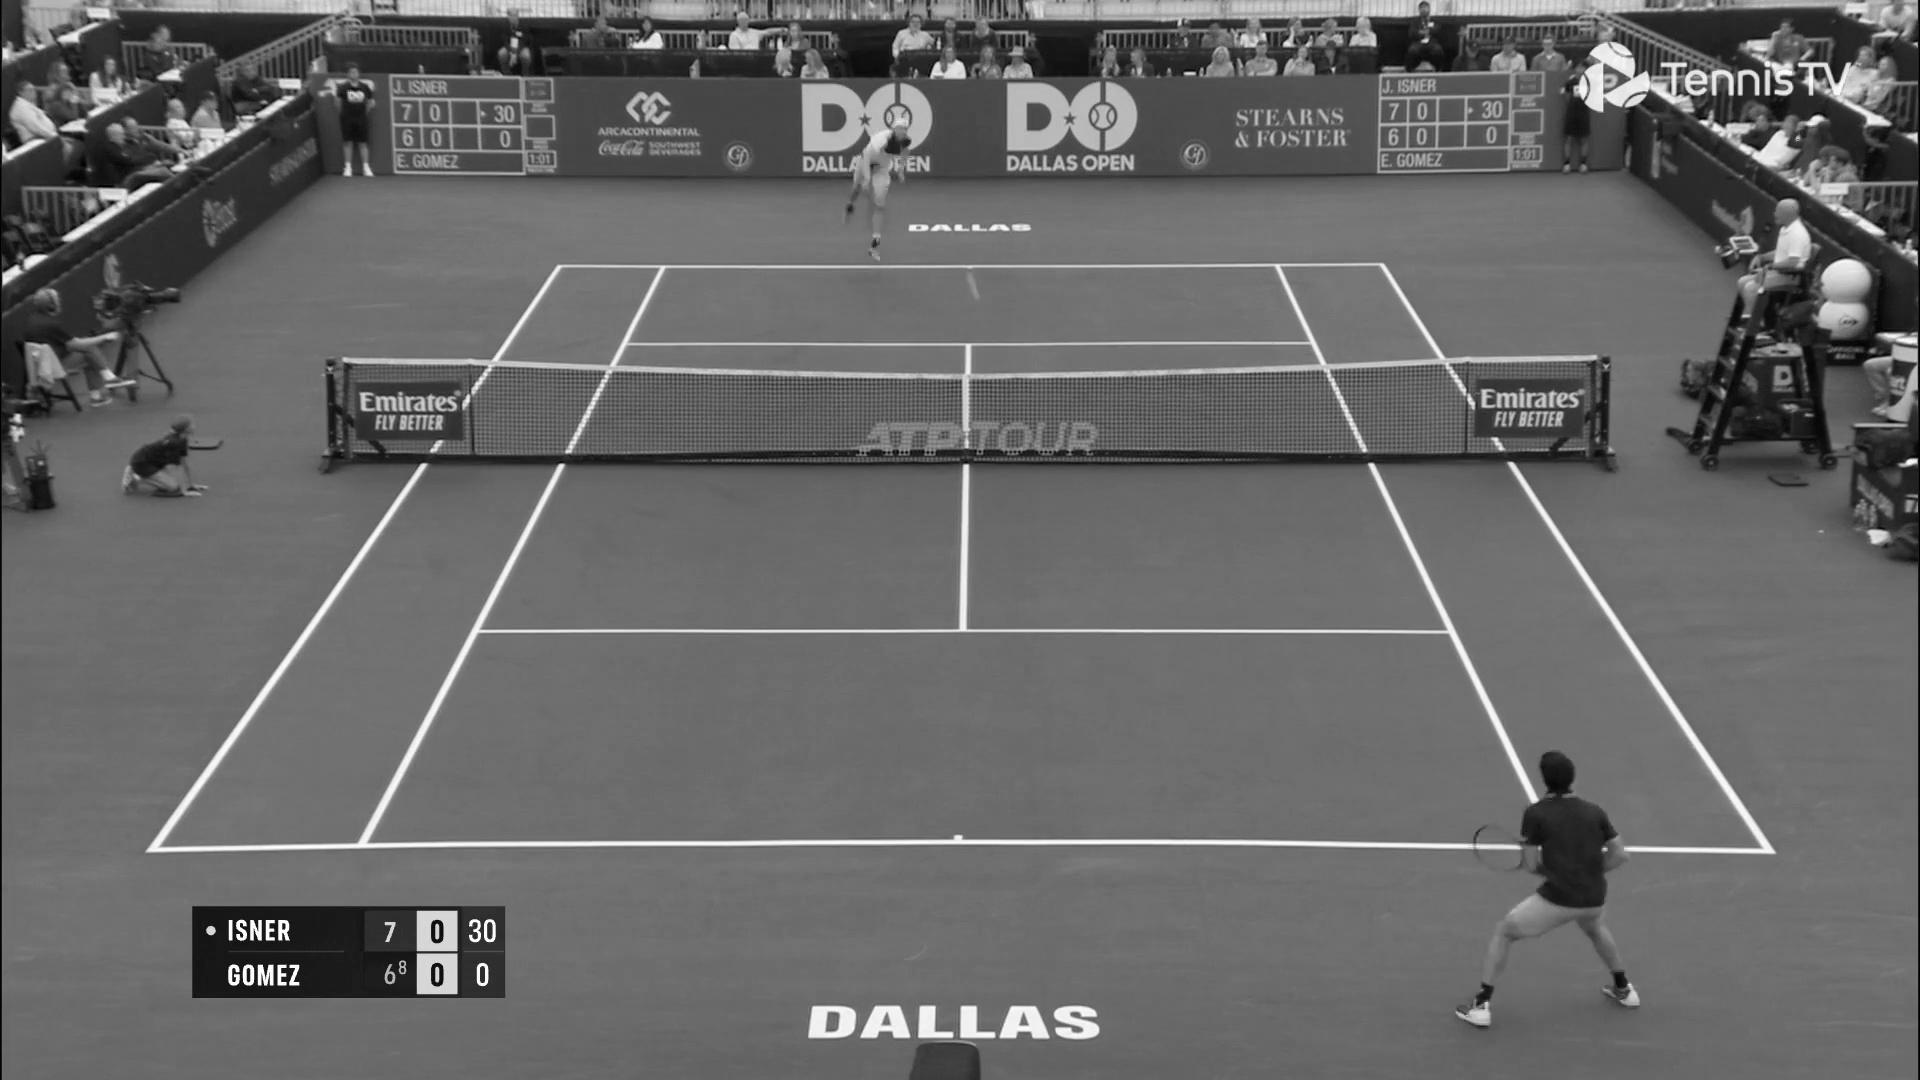 J. ISNER
7 0 30
6 0 0
E. GOMEZ
1:01
ARCACONTINENTAL
Coca-Cola SOUTHWEST BEVERAGES
DO
DALLAS OPEN
DO
DALLAS OPEN
STEARNS
& FOSTER
J. ISNER
7 0 30
6 0 0
E. GOMEZ
1:01
TennisTV
DALLAS
Emirates
FLY BETTER
ATP TOUR
Emirates
FLY BETTER
ISNER 7 0 30
GOMEZ 6⁸ 0 0
DALLAS